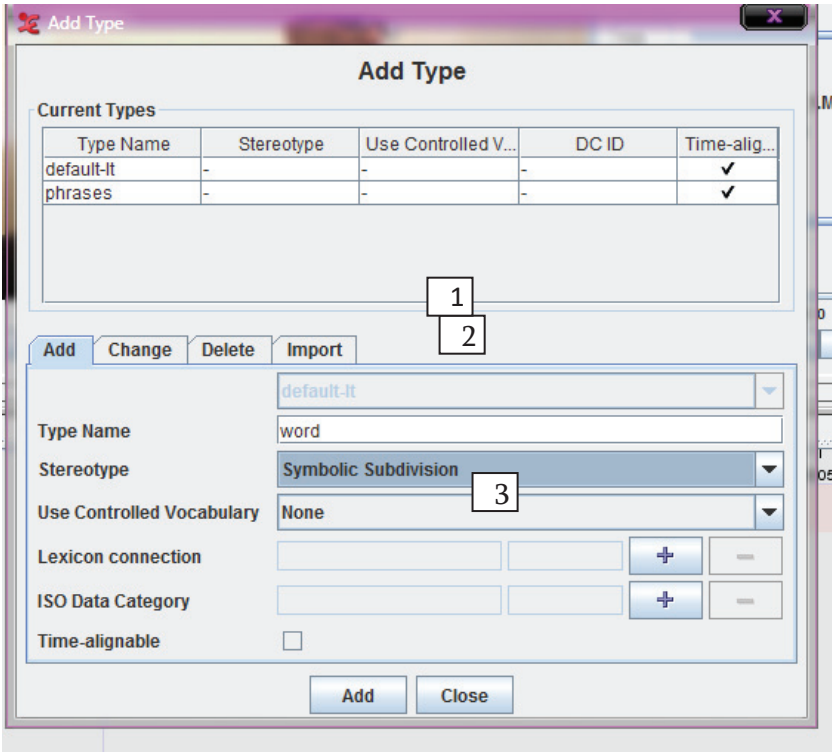 Add Type
Add Type
Current Types
Type Name Stereotype Use Controlled V... DC ID Time-alig...
default-lt - - - ✔
phrases - - - ✔
1
2
Add Change Delete Import
default-lt
Type Name word
Stereotype Symbolic Subdivision
3
Use Controlled Vocabulary None
Lexicon connection + −
ISO Data Category + −
Time-alignable
Add Close
.M
0
05